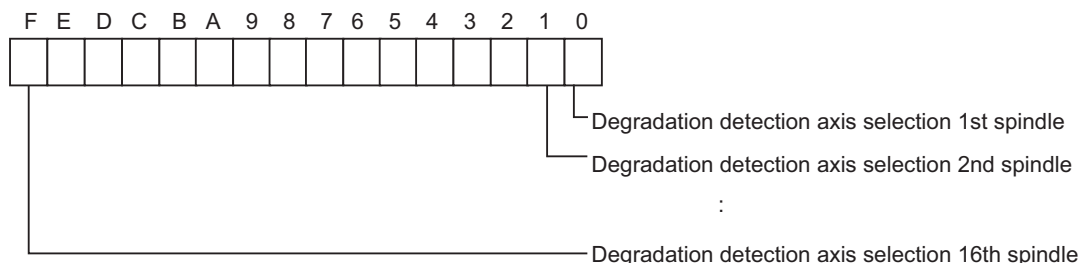 F E D C B A 9 8 7 6 5 4 3 2 1 0
Degradation detection axis selection 1st spindle
Degradation detection axis selection 2nd spindle
:
Degradation detection axis selection 16th spindle